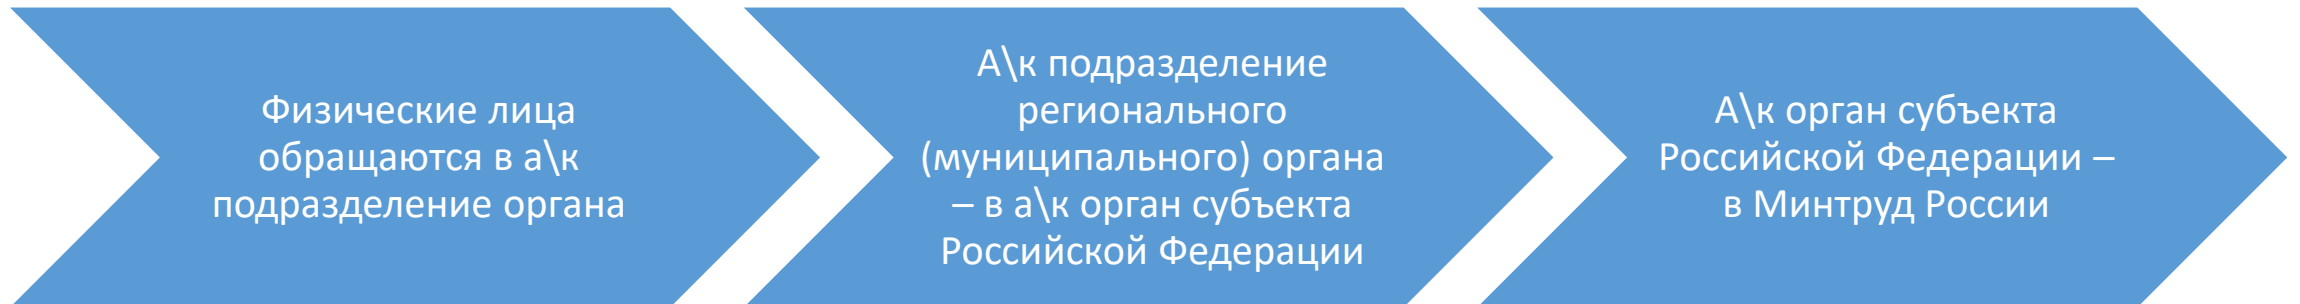 Физические лица
обращаются в а\к
подразделение органа
А\к подразделение
регионального
(муниципального) органа
– в а\к орган субъекта
Российской Федерации
А\к орган субъекта
Российской Федерации –
в Минтруд России